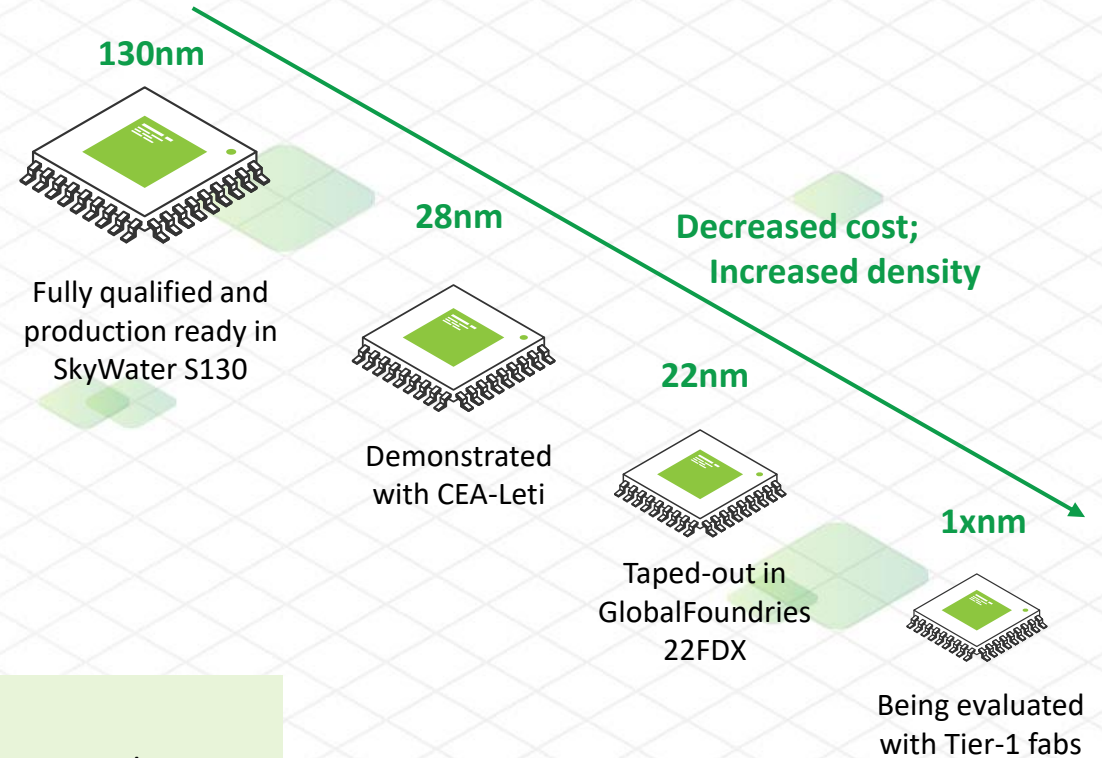 130nm
Fully qualified and
production ready in
SkyWater S130
28nm
Demonstrated
with CEA-Leti
Decreased cost;
Increased density
22nm
Taped-out in
GlobalFoundries
22FDX
1xnm
Being evaluated
with Tier-1 fabs